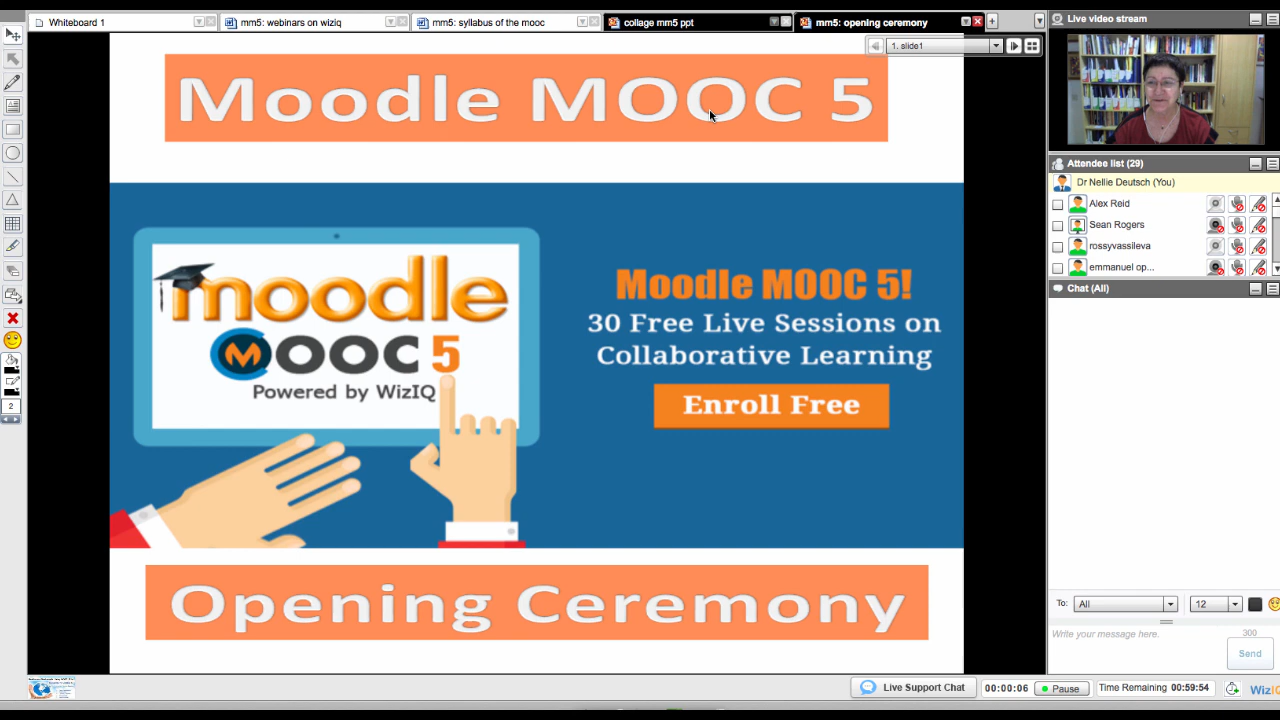 Whiteboard 1
mm5: webinars on wiziq
mm5: syllabus of the mooc
collage mm5 ppt
mm5: opening ceremony
1. slide1
Moodle MOOC 5
moodle
MOOC 5
Powered by WizIQ
Moodle MOOC 5!
30 Free Live Sessions on
Collaborative Learning
Enroll Free
Opening Ceremony
2
Live video stream
Attendee list (29)
Dr Nellie Deutsch (You)
Alex Reid
Sean Rogers
rossyvassileva
emmanuel op...
Chat (All)
To:
All
12
Write your message here.
300
Send
Live Support Chat
00:00:06
Pause
Time Remaining 00:59:54